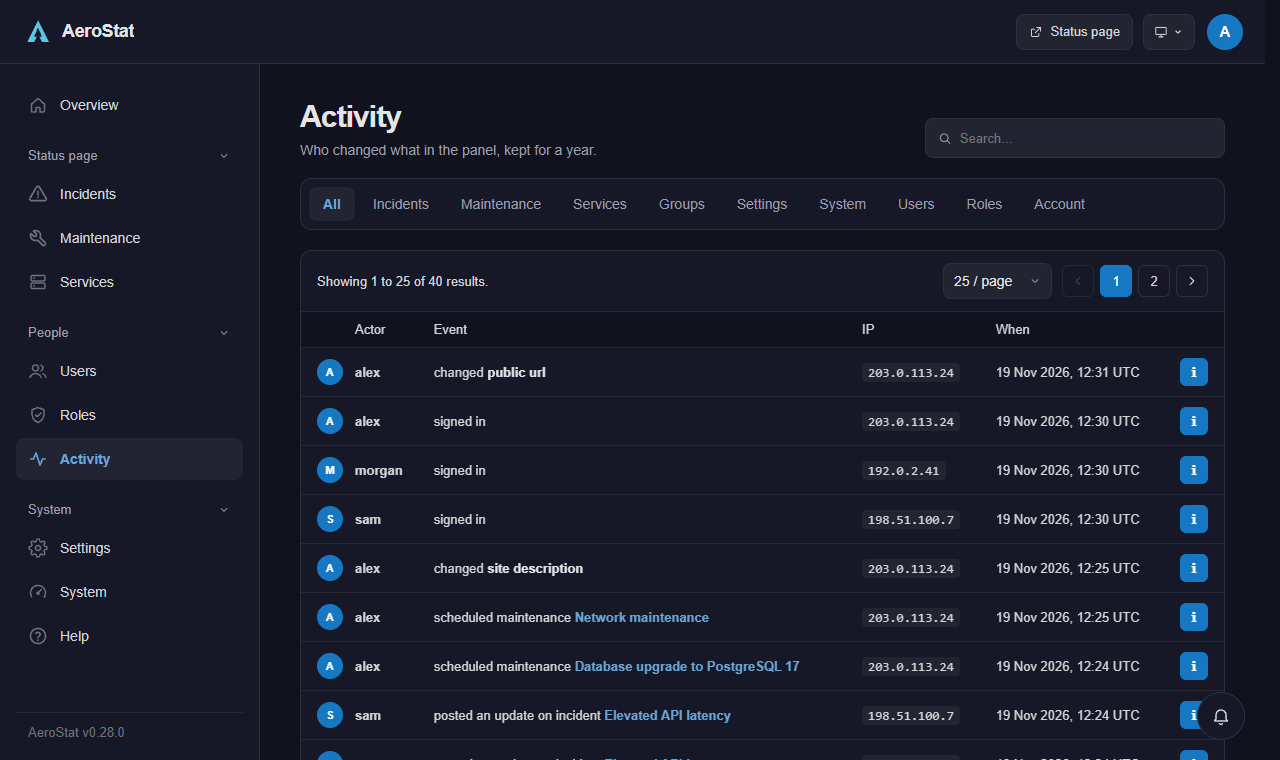 AeroStat
Status page
A
Overview
Status page
Incidents
Maintenance
Services
People
Users
Roles
Activity
System
Settings
System
Help
AeroStat v0.28.0
Activity
Who changed what in the panel, kept for a year.
Search...
All Incidents Maintenance Services Groups Settings System Users Roles Account
Showing 1 to 25 of 40 results.
25 / page
1 2
Actor Event IP When
A alex changed public url 203.0.113.24 19 Nov 2026, 12:31 UTC i
A alex signed in 203.0.113.24 19 Nov 2026, 12:30 UTC i
M morgan signed in 192.0.2.41 19 Nov 2026, 12:30 UTC i
S sam signed in 198.51.100.7 19 Nov 2026, 12:30 UTC i
A alex changed site description 203.0.113.24 19 Nov 2026, 12:25 UTC i
A alex scheduled maintenance Network maintenance 203.0.113.24 19 Nov 2026, 12:25 UTC i
A alex scheduled maintenance Database upgrade to PostgreSQL 17 203.0.113.24 19 Nov 2026, 12:24 UTC i
S sam posted an update on incident Elevated API latency 198.51.100.7 19 Nov 2026, 12:24 UTC i